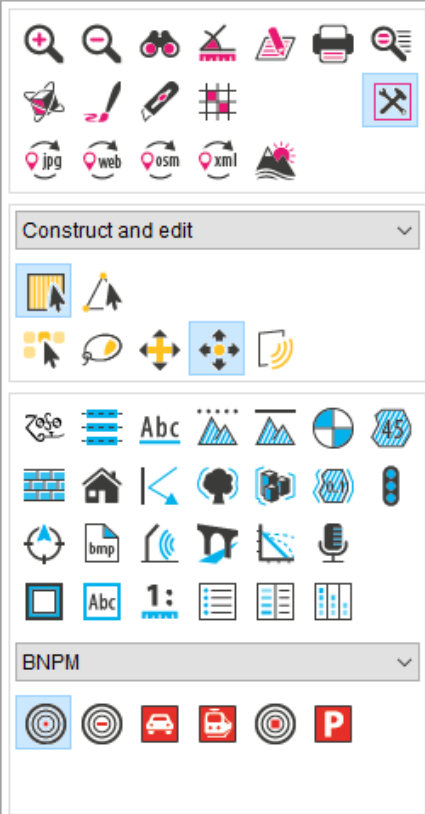 jpg web osm xml
Construct and edit
Abc 45
bmp
Abc 1:
BNPM
P